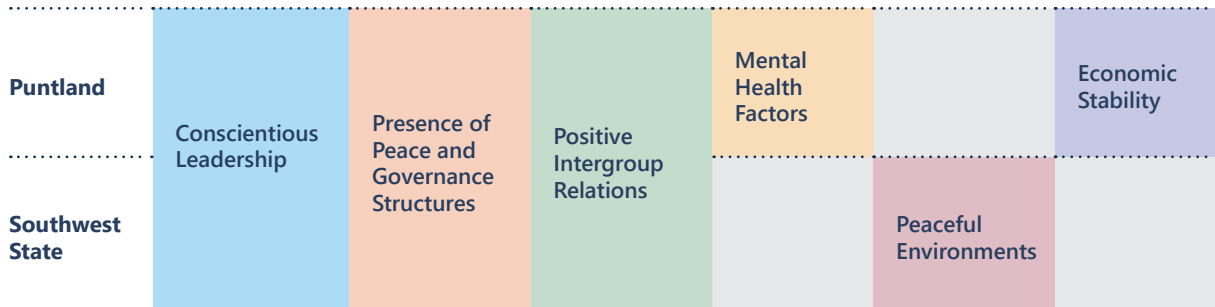 Puntland
Conscientious
Leadership
Presence of
Peace and
Governance
Structures
Positive
Intergroup
Relations
Mental
Health
Factors
Economic
Stability
Southwest
State
Peaceful
Environments